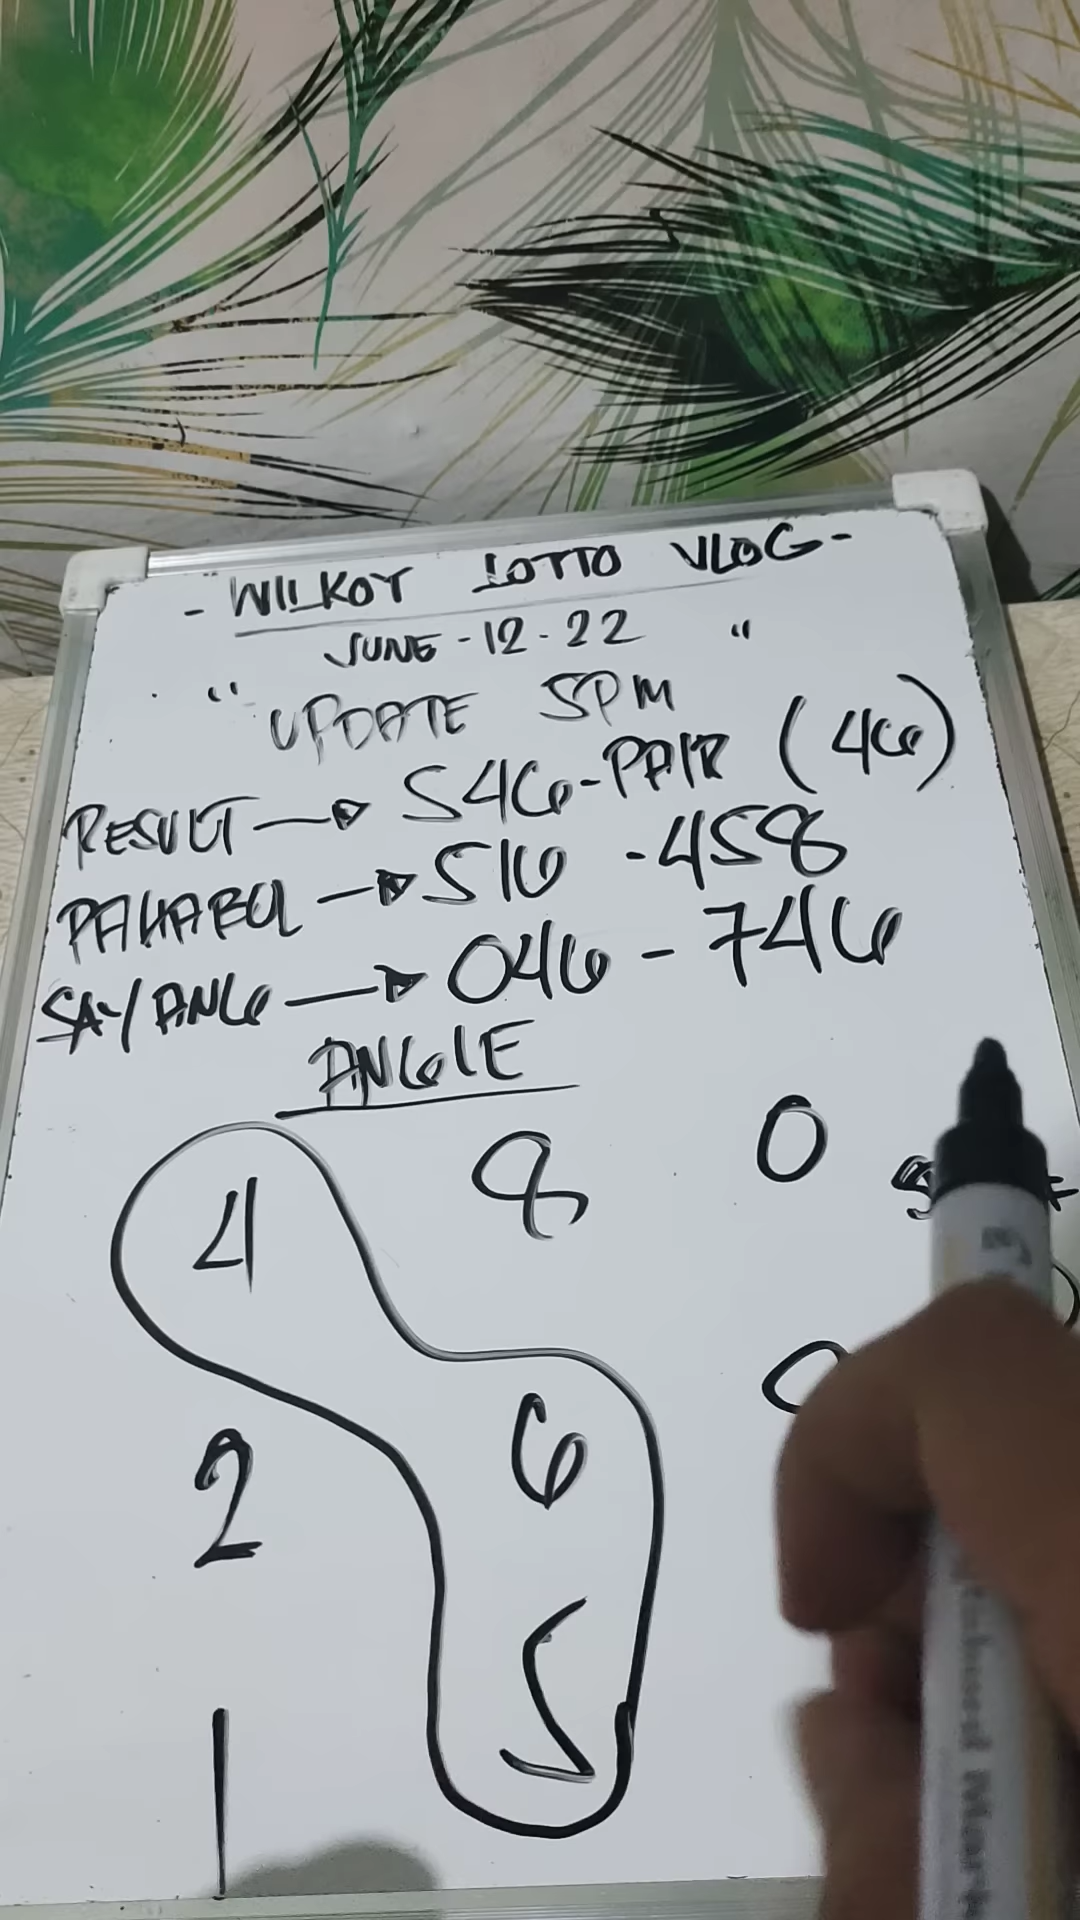 - WILKOY LOTTO VLOG -
JUNE - 12 - 22 "
" UPDATE 5PM
RESULT → 546 - PAIR (46)
PAHABOL → 516 - 458
SAYANG → 046 - 746
ANGLE
4 8 0
2 6
1 5